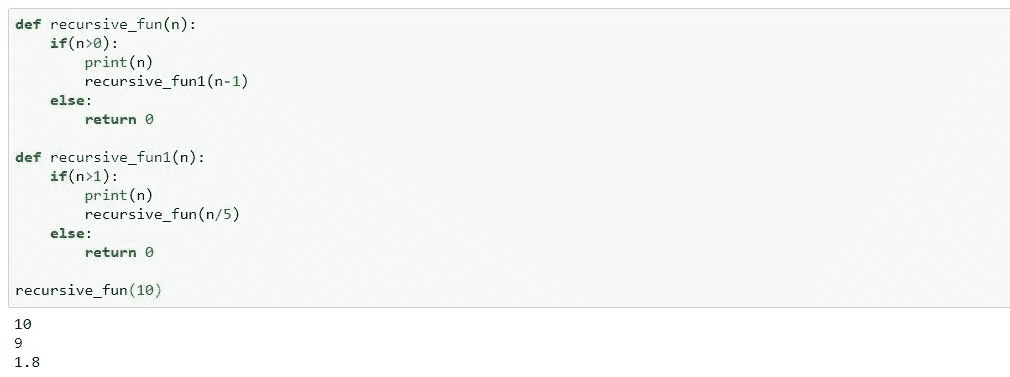 def recursive_fun(n):
    if(n>0):
        print(n)
        recursive_fun1(n-1)
    else:
        return 0

def recursive_fun1(n):
    if(n>1):
        print(n)
        recursive_fun(n/5)
    else:
        return 0

recursive_fun(10)
10
9
1.8